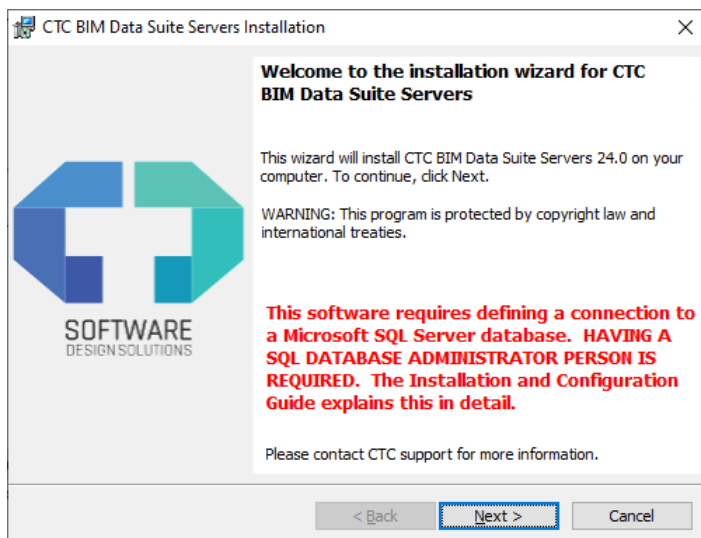 CTC BIM Data Suite Servers Installation
Welcome to the installation wizard for CTC
BIM Data Suite Servers
This wizard will install CTC BIM Data Suite Servers 24.0 on your
computer. To continue, click Next.
WARNING: This program is protected by copyright law and
international treaties.
SOFTWARE
DESIGN SOLUTIONS
This software requires defining a connection to
a Microsoft SQL Server database.  HAVING A
SQL DATABASE ADMINISTRATOR PERSON IS
REQUIRED.  The Installation and Configuration
Guide explains this in detail.
Please contact CTC support for more information.
< Back
Next >
Cancel